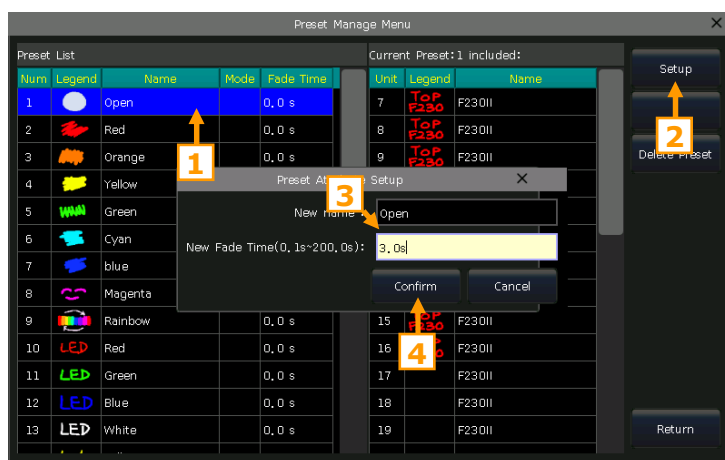 Preset Manage Menu
Preset List
Num Legend Name Mode Fade Time
1 Open 0.0 s
2 Red 0.0 s
3 Orange 0.0 s
4 Yellow
5 Green
6 Cyan
7 blue
8 Magenta
9 Rainbow 0.0 s
10 LED Red 0.0 s
11 LED Green 0.0 s
12 LED Blue 0.0 s
13 LED White 0.0 s
Current Preset:1 included:
Unit Legend Name
7 TOP F230 F230II
8 TOP F230 F230II
9 TOP F230 F230II
15 TOP F230 F230II
16 F230II
17 F230II
18 F230II
19 F230II
Setup
Delete Preset
Return
Setup
New Name :
Open
New Fade Time(0.1s~200.0s):
3.0s
Confirm
Cancel
1
2
3
4